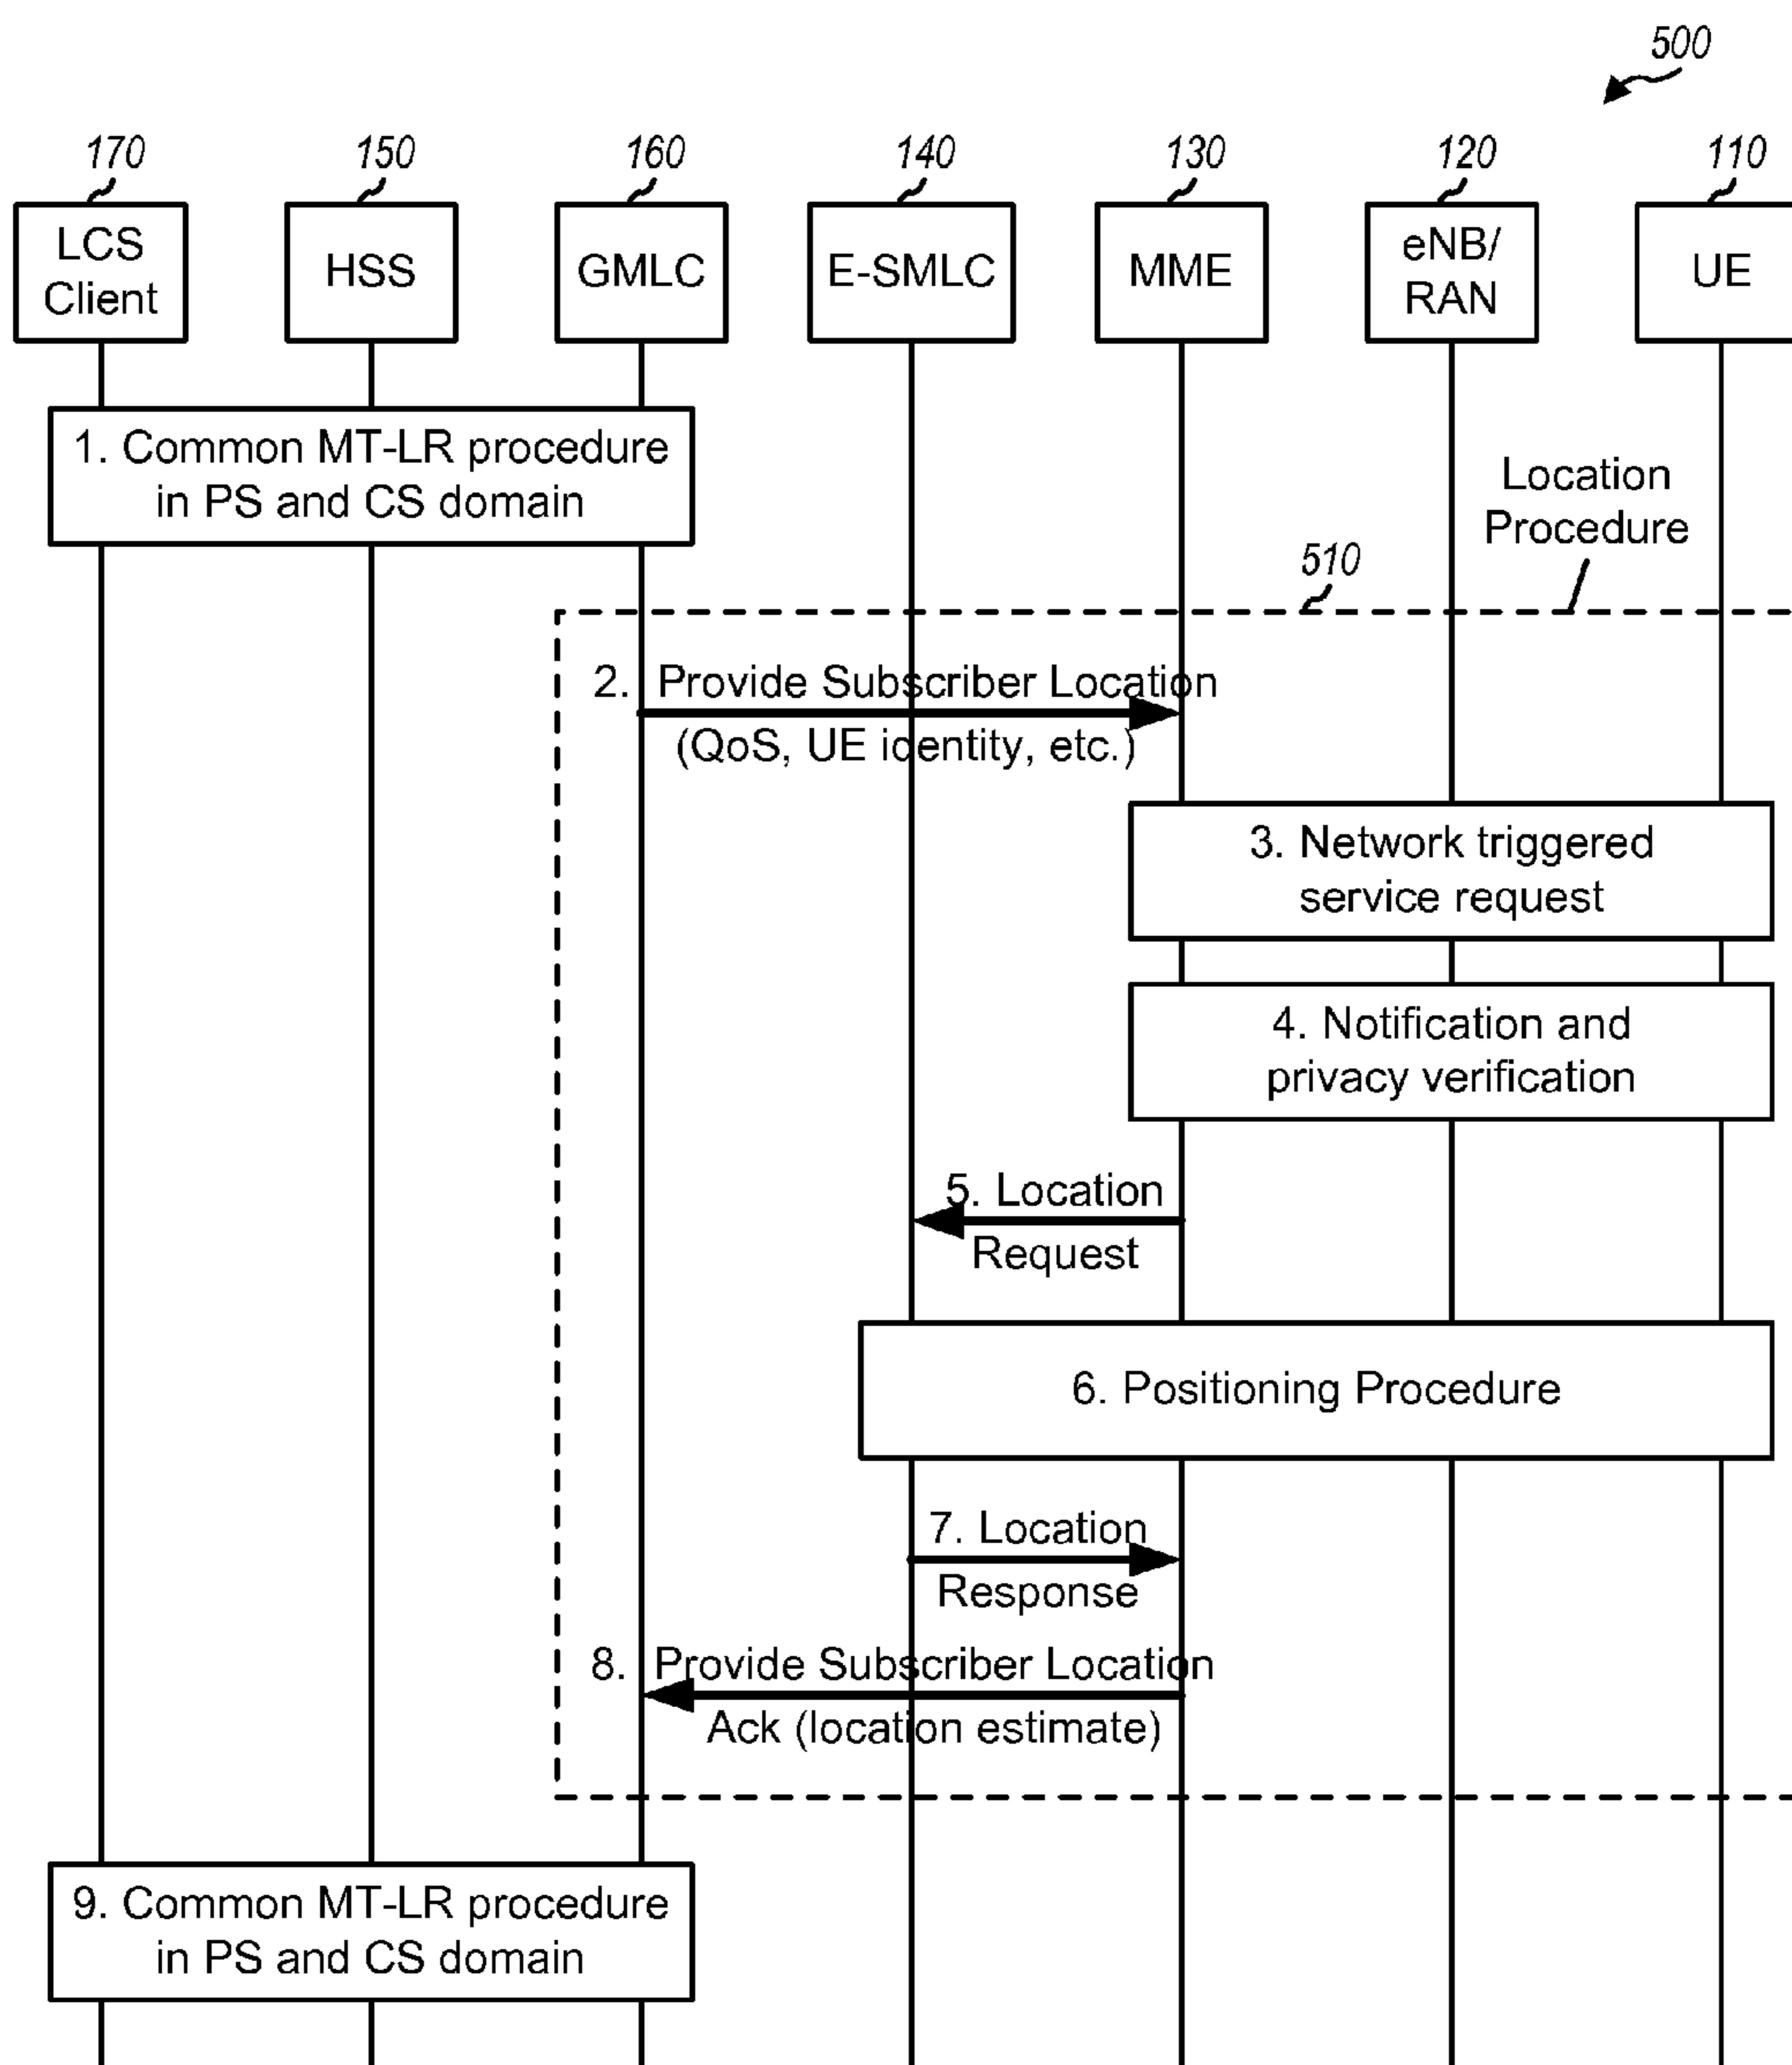 500
170
150
160
140
130
120
110
LCS
Client
HSS
GMLC
E-SMLC
MME
eNB/
RAN
UE
1. Common MT-LR procedure
in PS and CS domain
Location
Procedure
510
2. Provide Subscriber Location
(QoS, UE identity, etc.)
3. Network triggered
service request
4. Notification and
privacy verification
5. Location
Request
6. Positioning Procedure
7. Location
Response
8. Provide Subscriber Location
Ack (location estimate)
9. Common MT-LR procedure
in PS and CS domain